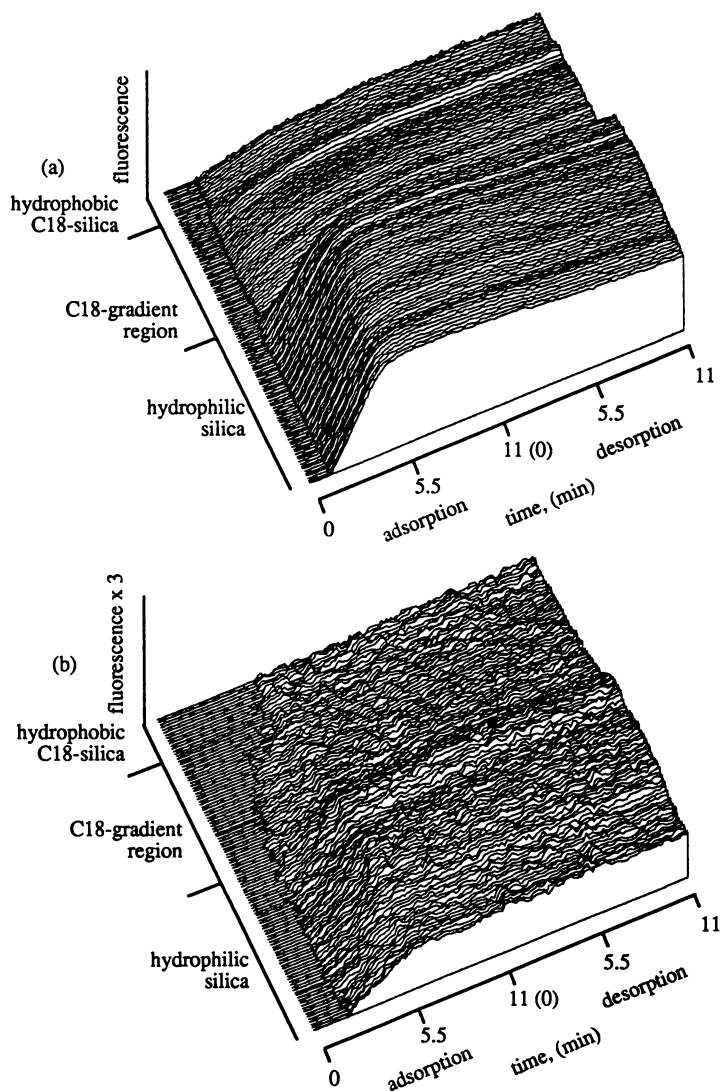 (a)
fluorescence
hydrophobic
C18-silica
C18-gradient
region
hydrophilic
silica
0
5.5
11 (0)
5.5
11
adsorption
time, (min)
desorption
(b)
fluorescence x 3
hydrophobic
C18-silica
C18-gradient
region
hydrophilic
silica
0
5.5
11 (0)
5.5
11
adsorption
time, (min)
desorption